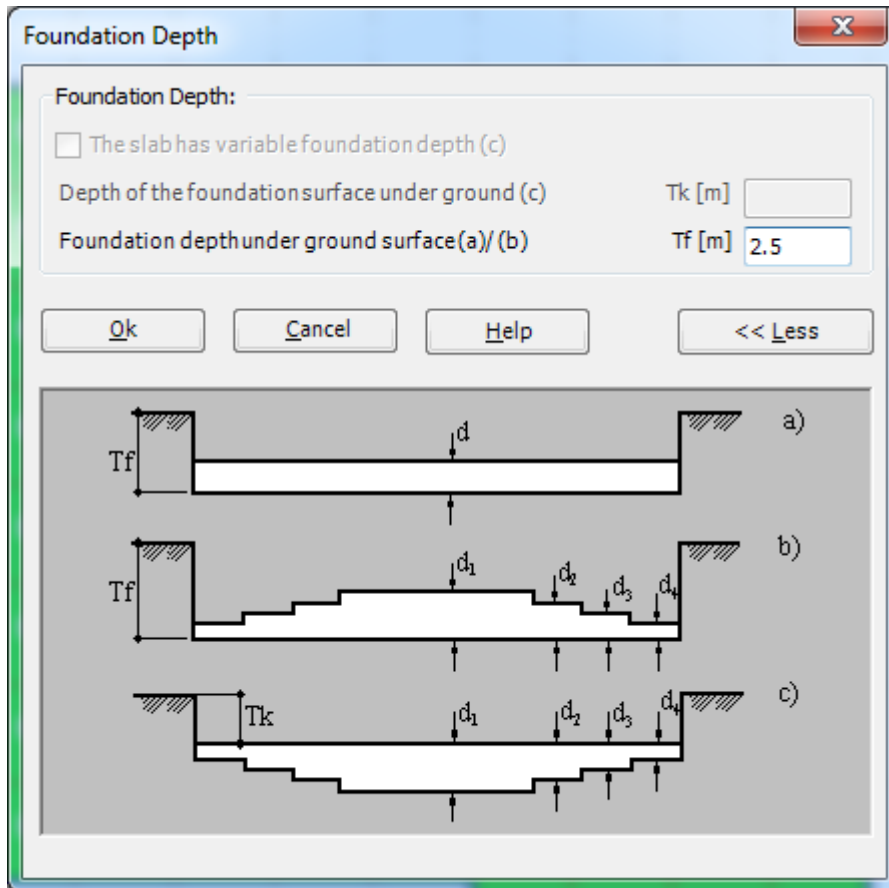 Foundation Depth
Foundation Depth:
The slab has variable foundation depth (c)
Depth of the foundation surface under ground (c) Tk [m]
Foundation depth under ground surface (a)/ (b) Tf [m] 2.5
Ok Cancel Help << Less
d a)
Tf
b)
Tf d₁ d₂ d₃ d₄
c)
Tk d₁ d₂ d₃ d₄